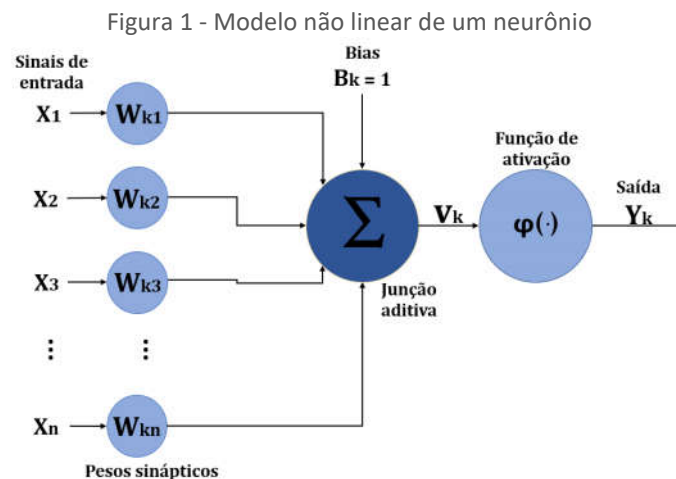 Figura 1 - Modelo não linear de um neurônio
Sinais de
entrada
Bias
Bk = 1
X1
Wk1
X2
Wk2
X3
Wk3
⋮
⋮
Xn
Wkn
Pesos sinápticos
Σ
Junção
aditiva
vk
Função de
ativação
φ(·)
Saída
Yk